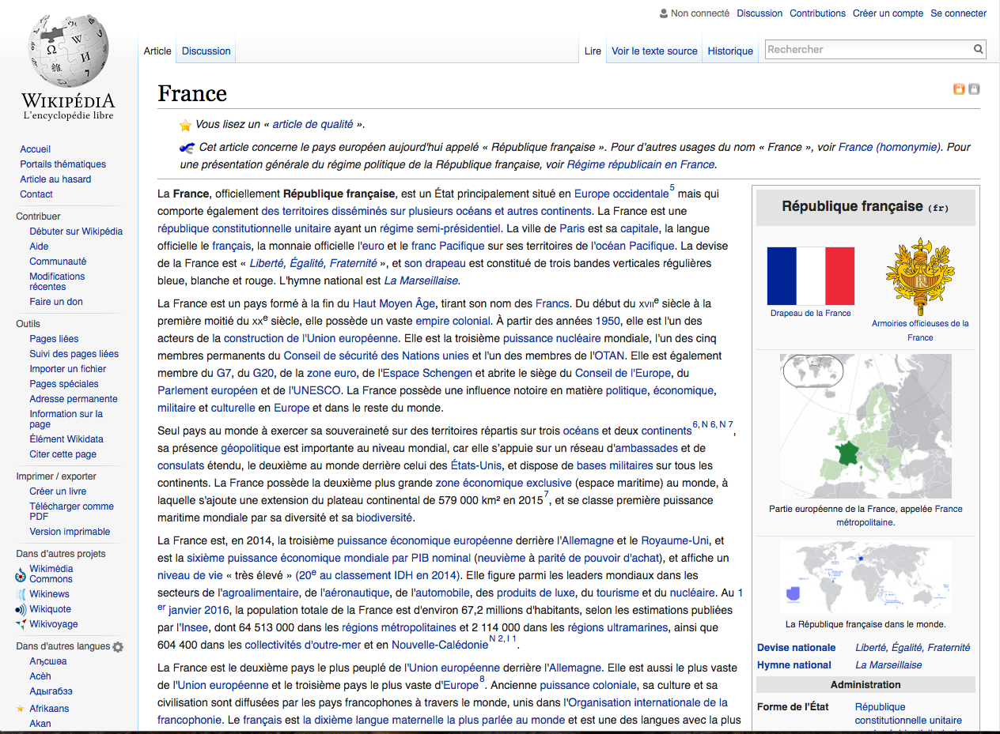 Non connecté Discussion Contributions Créer un compte Se connecter
WIKIPÉDIA
L'encyclopédie libre
Article Discussion Lire Voir le texte source Historique Rechercher
Accueil
Portails thématiques
Article au hasard
Contact
Contribuer
Débuter sur Wikipédia
Aide
Communauté
Modifications
récentes
Faire un don
Outils
Pages liées
Suivi des pages liées
Importer un fichier
Pages spéciales
Adresse permanente
Information sur la
page
Élément Wikidata
Citer cette page
Imprimer / exporter
Créer un livre
Télécharger comme
PDF
Version imprimable
Dans d'autres projets
Wikimédia
Commons
Wikinews
Wikiquote
Wikivoyage
Dans d'autres langues
Аҧсшәа
Acèh
Адыгабзэ
Afrikaans
Akan
France
Vous lisez un « article de qualité ».
Cet article concerne le pays européen aujourd'hui appelé « République française ». Pour d'autres usages du nom « France », voir France (homonymie). Pour
une présentation générale du régime politique de la République française, voir Régime républicain en France.
La France, officiellement République française, est un État principalement situé en Europe occidentale5 mais qui
comporte également des territoires disséminés sur plusieurs océans et autres continents. La France est une
république constitutionnelle unitaire ayant un régime semi-présidentiel. La ville de Paris est sa capitale, la langue
officielle le français, la monnaie officielle l'euro et le franc Pacifique sur ses territoires de l'océan Pacifique. La devise
de la France est « Liberté, Égalité, Fraternité », et son drapeau est constitué de trois bandes verticales régulières
bleue, blanche et rouge. L'hymne national est La Marseillaise.
La France est un pays formé à la fin du Haut Moyen Âge, tirant son nom des Francs. Du début du XVIIe siècle à la
première moitié du XXe siècle, elle possède un vaste empire colonial. À partir des années 1950, elle est l'un des
acteurs de la construction de l'Union européenne. Elle est la troisième puissance nucléaire mondiale, l'un des cinq
membres permanents du Conseil de sécurité des Nations unies et l'un des membres de l'OTAN. Elle est également
membre du G7, du G20, de la zone euro, de l'Espace Schengen et abrite le siège du Conseil de l'Europe, du
Parlement européen et de l'UNESCO. La France possède une influence notoire en matière politique, économique,
militaire et culturelle en Europe et dans le reste du monde.
Seul pays au monde à exercer sa souveraineté sur des territoires répartis sur trois océans et deux continents6, N 6, N 7,
sa présence géopolitique est importante au niveau mondial, car elle s'appuie sur un réseau d'ambassades et de
consulats étendu, le deuxième au monde derrière celui des États-Unis, et dispose de bases militaires sur tous les
continents. La France possède la deuxième plus grande zone économique exclusive (espace maritime) au monde, à
laquelle s'ajoute une extension du plateau continental de 579 000 km² en 20157, et se classe première puissance
maritime mondiale par sa diversité et sa biodiversité.
La France est, en 2014, la troisième puissance économique européenne derrière l'Allemagne et le Royaume-Uni, et
est la sixième puissance économique mondiale par PIB nominal (neuvième à parité de pouvoir d'achat), et affiche un
niveau de vie « très élevé » (20e au classement IDH en 2014). Elle figure parmi les leaders mondiaux dans les
secteurs de l'agroalimentaire, de l'aéronautique, de l'automobile, des produits de luxe, du tourisme et du nucléaire. Au 1
er janvier 2016, la population totale de la France est d'environ 67,2 millions d'habitants, selon les estimations publiées
par l'Insee, dont 64 513 000 dans les régions métropolitaines et 2 114 000 dans les régions ultramarines, ainsi que
604 400 dans les collectivités d'outre-mer et en Nouvelle-CalédonieN 2, I 1.
La France est le deuxième pays le plus peuplé de l'Union européenne derrière l'Allemagne. Elle est aussi le plus vaste
de l'Union européenne et le troisième pays le plus vaste d'Europe8. Ancienne puissance coloniale, sa culture et sa
civilisation sont diffusées par les pays francophones à travers le monde, unis dans l'Organisation internationale de la
francophonie. Le français est la dixième langue maternelle la plus parlée au monde et est une des langues avec la plus
République française (fr)
Drapeau de la France
Armoiries officieuses de la
France
Partie européenne de la France, appelée France
métropolitaine.
La République française dans le monde.
Devise nationale Liberté, Égalité, Fraternité
Hymne national La Marseillaise
Administration
Forme de l'État République
constitutionnelle unitaire